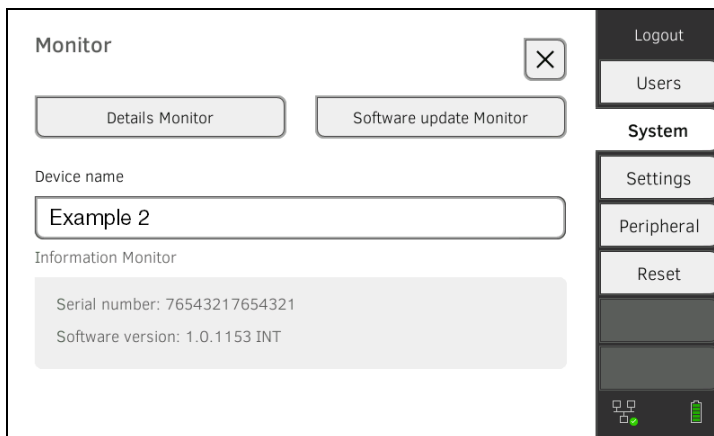 Monitor
Details Monitor
Software update Monitor
Device name
Example 2
Information Monitor
Serial number: 76543217654321
Software version: 1.0.1153 INT
Logout
Users
System
Settings
Peripheral
Reset